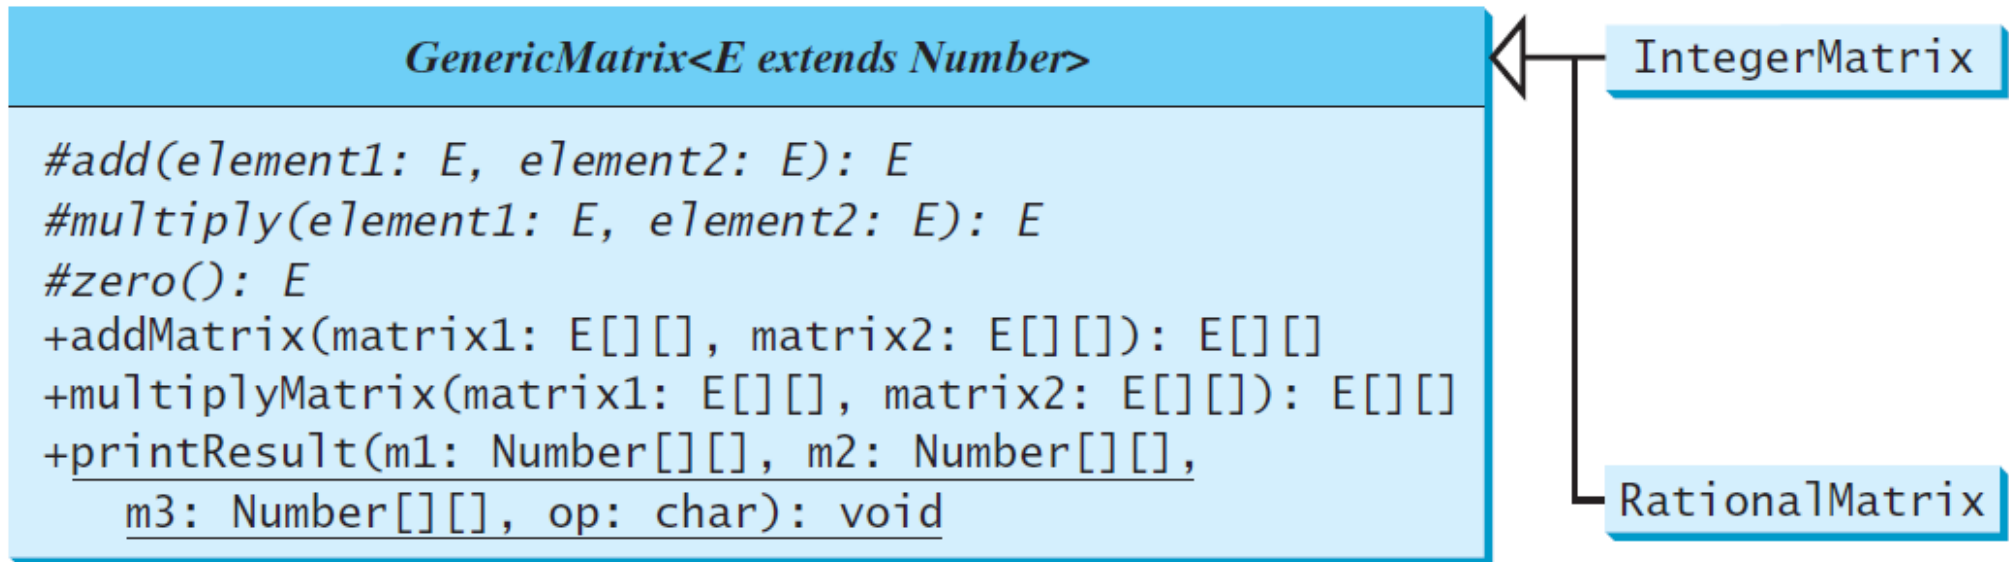 GenericMatrix<E extends Number>
#add(element1: E, element2: E): E
#multiply(element1: E, element2: E): E
#zero(): E
+addMatrix(matrix1: E[][], matrix2: E[][]): E[][]
+multiplyMatrix(matrix1: E[][], matrix2: E[][]): E[][]
+printResult(m1: Number[][], m2: Number[][],
m3: Number[][], op: char): void
IntegerMatrix
RationalMatrix